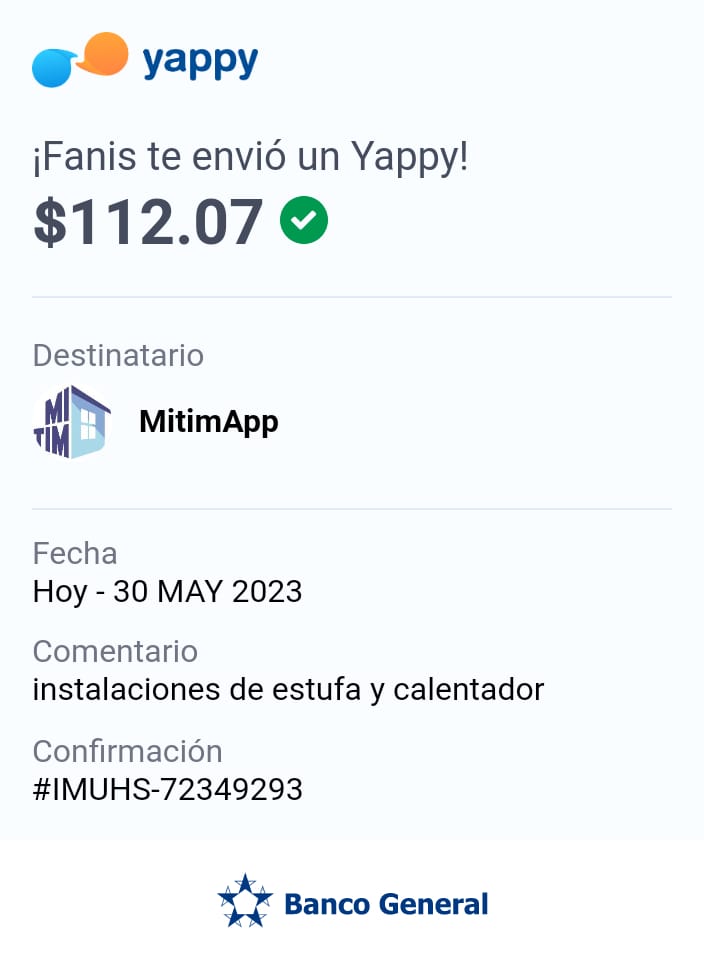 yappy
¡Fanis te envió un Yappy!
$112.07
Destinatario
MI
TIM
MitimApp
Fecha
Hoy - 30 MAY 2023
Comentario
instalaciones de estufa y calentador
Confirmación
#IMUHS-72349293
Banco General